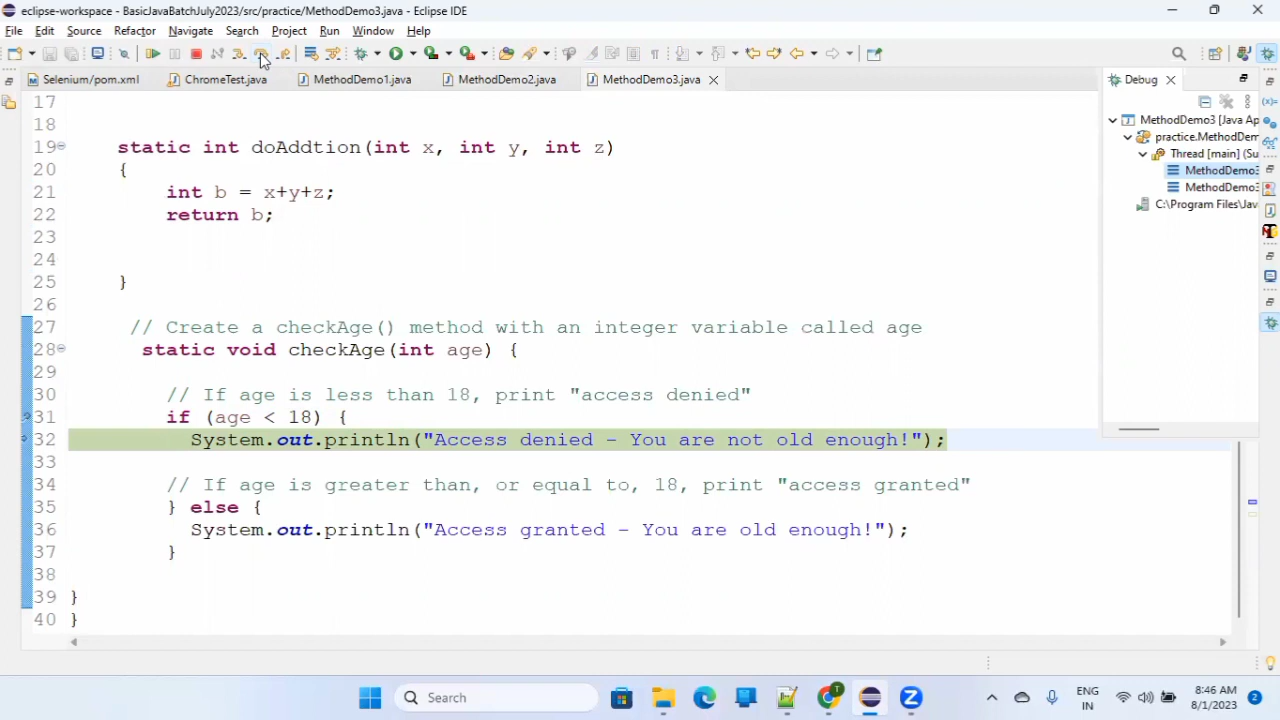 eclipse-workspace - BasicJavaBatchJuly2023/src/practice/MethodDemo3.java - Eclipse IDE
File Edit Source Refactor Navigate Search Project Run Window Help
Selenium/pom.xml ChromeTest.java MethodDemo1.java MethodDemo2.java MethodDemo3.java Debug
17
18
19 static int doAddtion(int x, int y, int z)
20 {
21 int b = x+y+z;
22 return b;
23
24
25 }
26
27 // Create a checkAge() method with an integer variable called age
28 static void checkAge(int age) {
29
30 // If age is less than 18, print "access denied"
31 if (age < 18) {
32 System.out.println("Access denied - You are not old enough!");
33
34 // If age is greater than, or equal to, 18, print "access granted"
35 } else {
36 System.out.println("Access granted - You are old enough!");
37 }
38
39 }
40 }
MethodDemo3 [Java Ap
practice.MethodDem
Thread [main] (Su
MethodDemo3
MethodDemo3
C:\Program Files\Jav
Search
ENG
IN
8:46 AM
8/1/2023
2